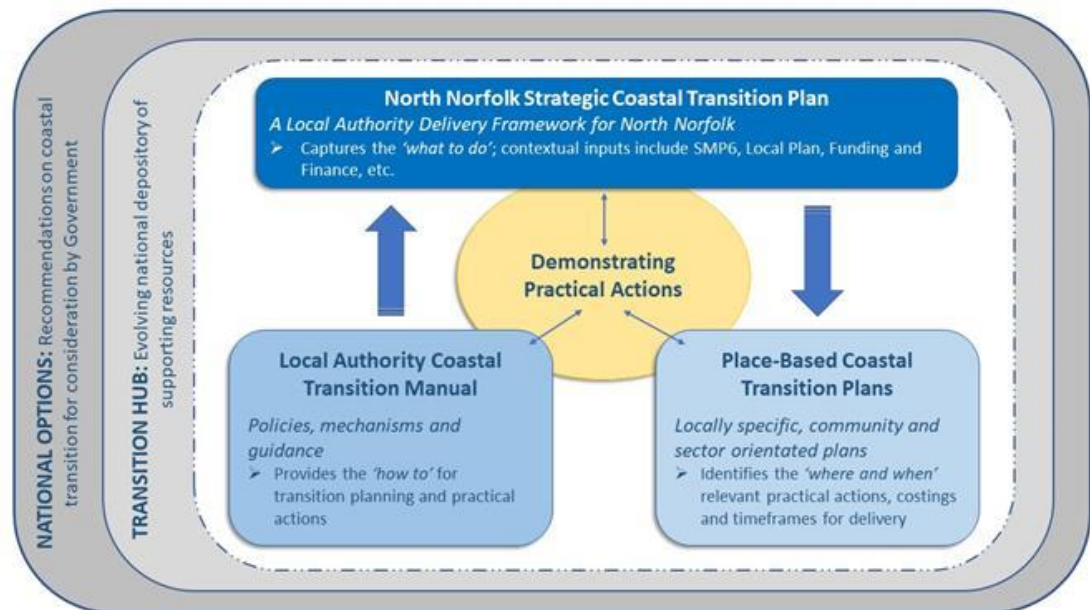 NATIONAL OPTIONS: Recommendations on coastal
transition for consideration by Government
TRANSITION HUB: Evolving national depository of
supporting resources
North Norfolk Strategic Coastal Transition Plan
A Local Authority Delivery Framework for North Norfolk
➢ Captures the ‘what to do’; contextual inputs include SMP6, Local Plan, Funding and
Finance, etc.
Demonstrating
Practical Actions
Local Authority Coastal
Transition Manual
Policies, mechanisms and
guidance
➢ Provides the ‘how to’ for
transition planning and practical
actions
Place-Based Coastal
Transition Plans
Locally specific, community and
sector orientated plans
➢ Identifies the ‘where and when’
relevant practical actions, costings
and timeframes for delivery